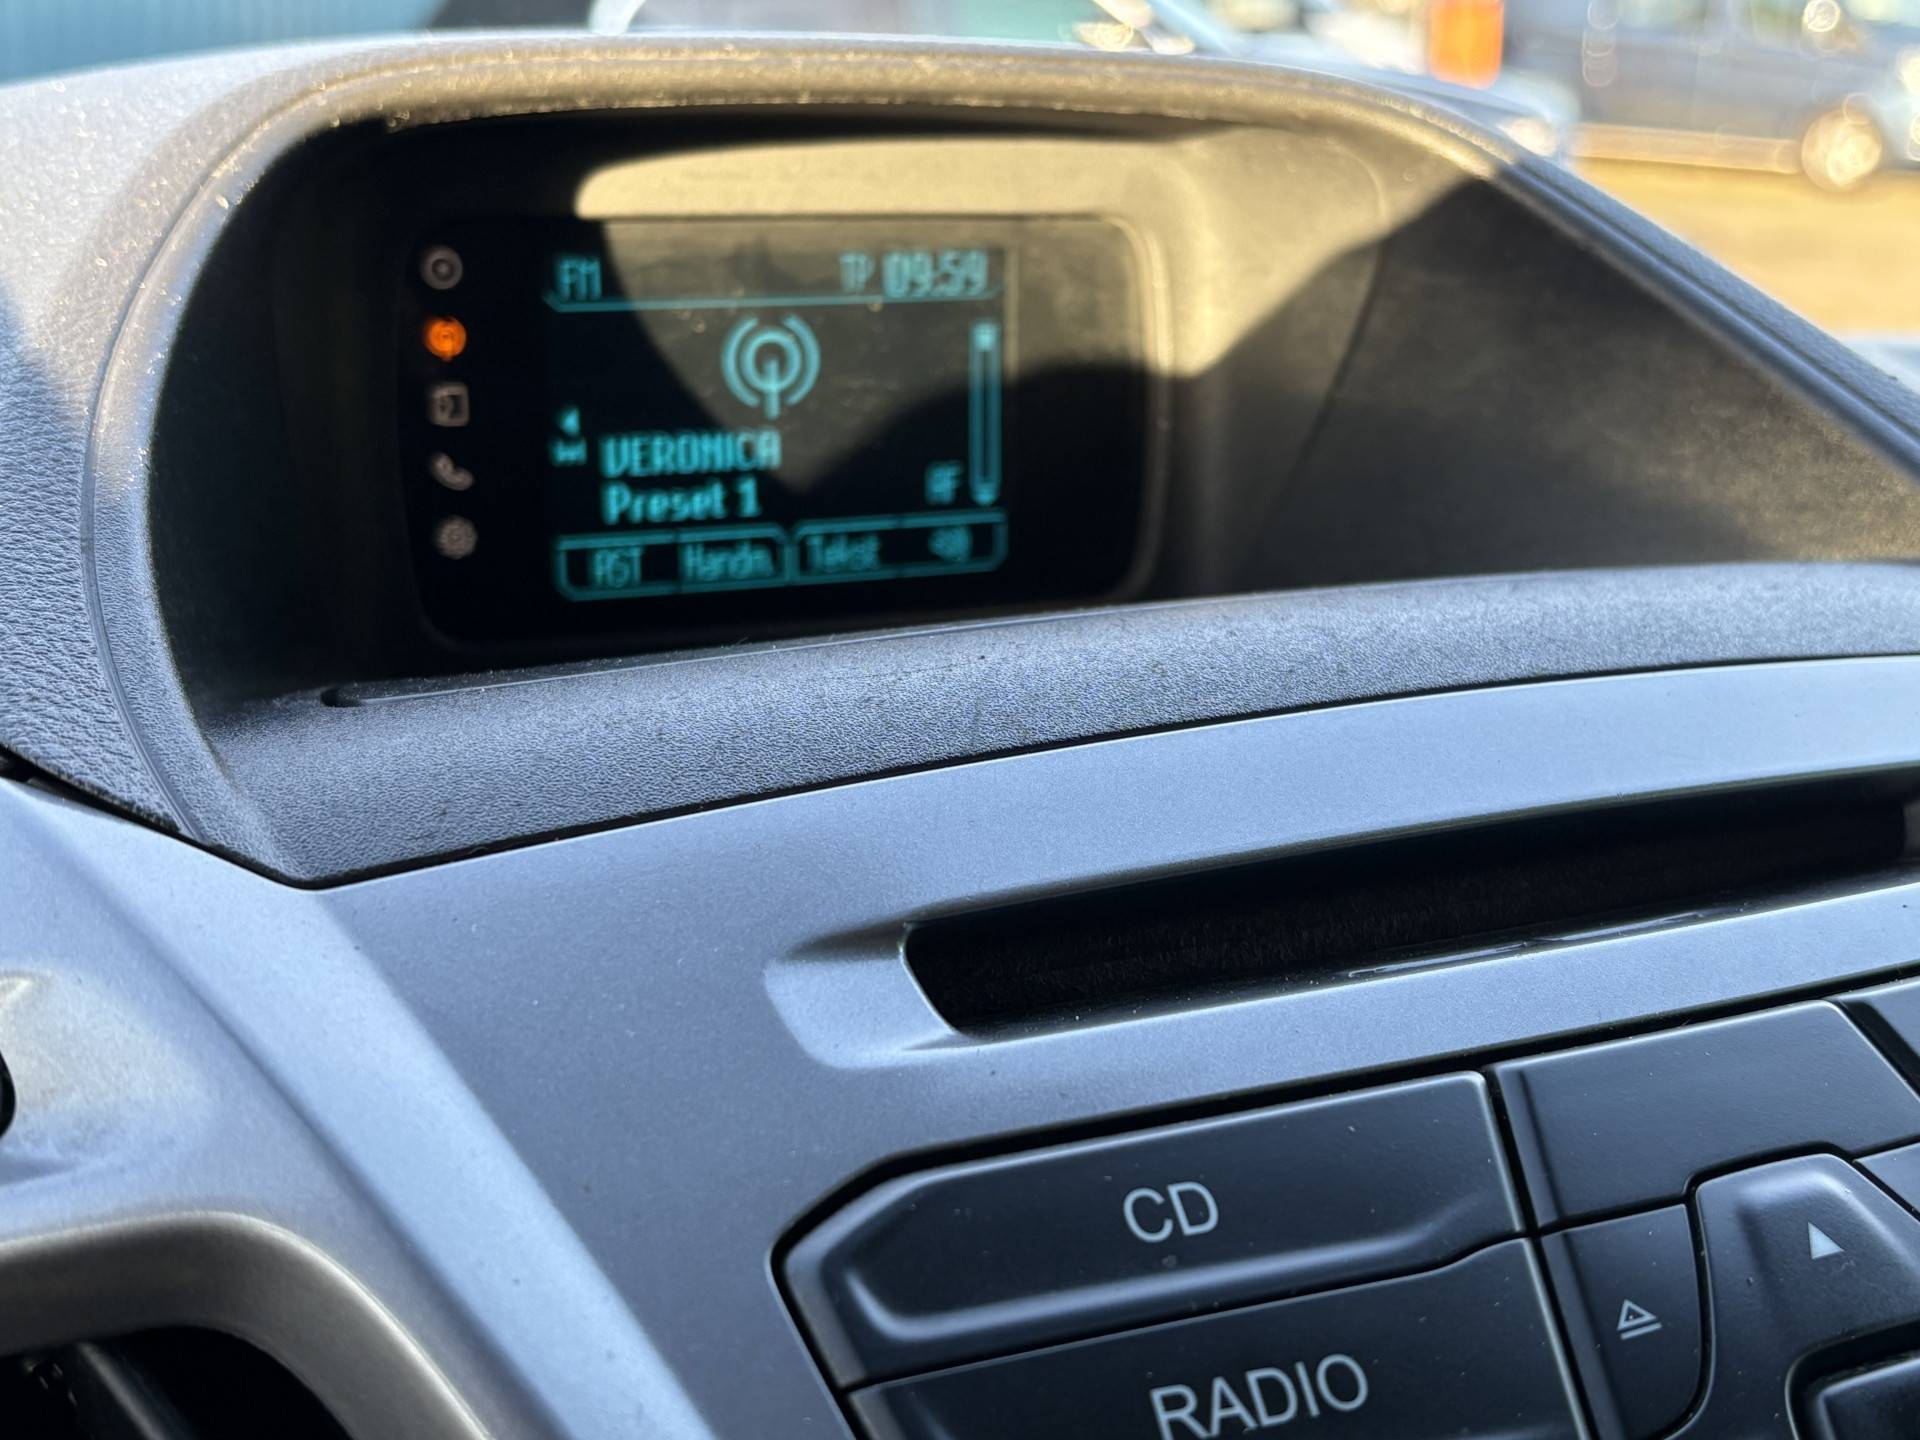 FM TP 09:59
VERONICA
Preset 1
AF
AST Handm. Tekst
CD
RADIO